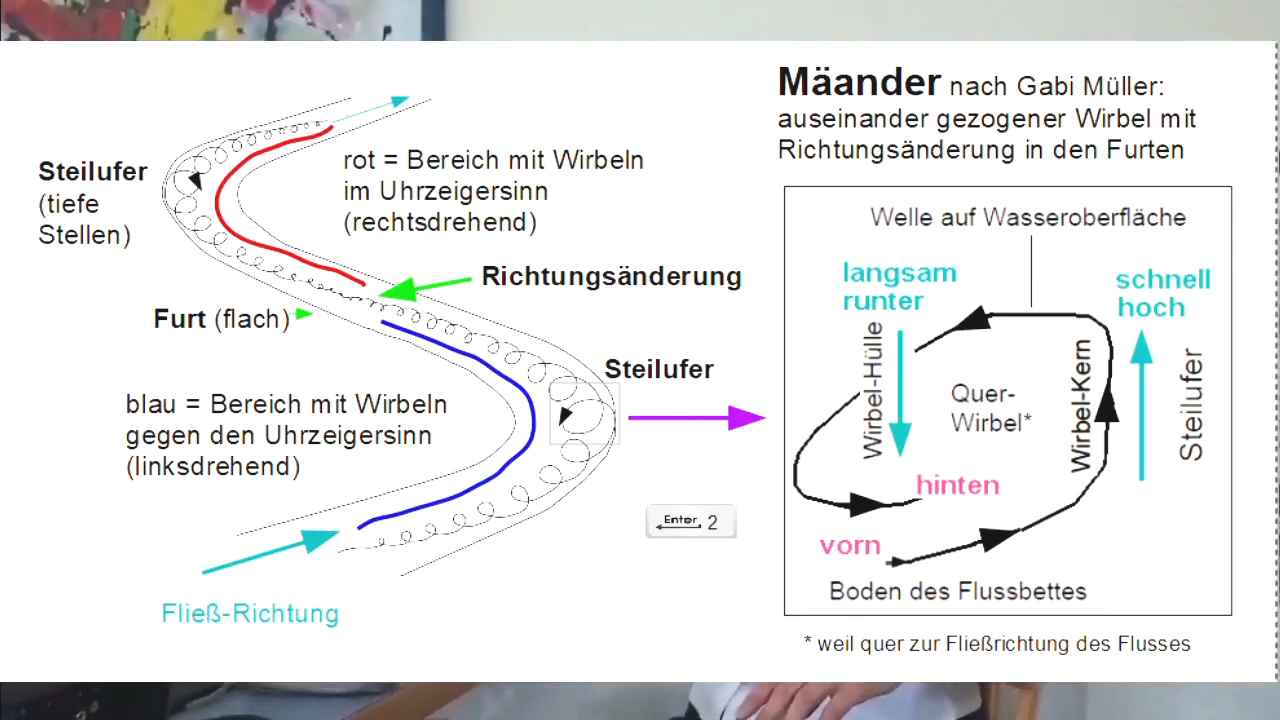 Mäander nach Gabi Müller:
auseinander gezogener Wirbel mit
Richtungsänderung in den Furten
Steilufer
(tiefe
Stellen)
rot = Bereich mit Wirbeln
im Uhrzeigersinn
(rechtsdrehend)
Richtungsänderung
Furt (flach)
Steilufer
blau = Bereich mit Wirbeln
gegen den Uhrzeigersinn
(linksdrehend)
Fließ-Richtung
Enter 2
Welle auf Wasseroberfläche
langsam
runter
schnell
hoch
Wirbel-Hülle
Quer-
Wirbel*
Wirbel-Kern
Steilufer
hinten
vorn
Boden des Flussbettes
* weil quer zur Fließrichtung des Flusses